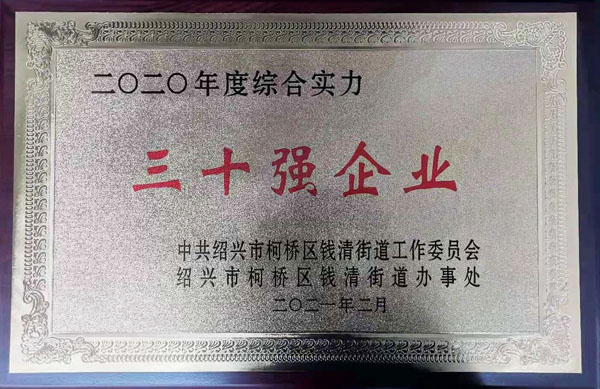 二〇二〇年度综合实力
三十强企业
中共绍兴市柯桥区钱清街道工作委员会
绍兴市柯桥区钱清街道办事处
二〇二一年二月